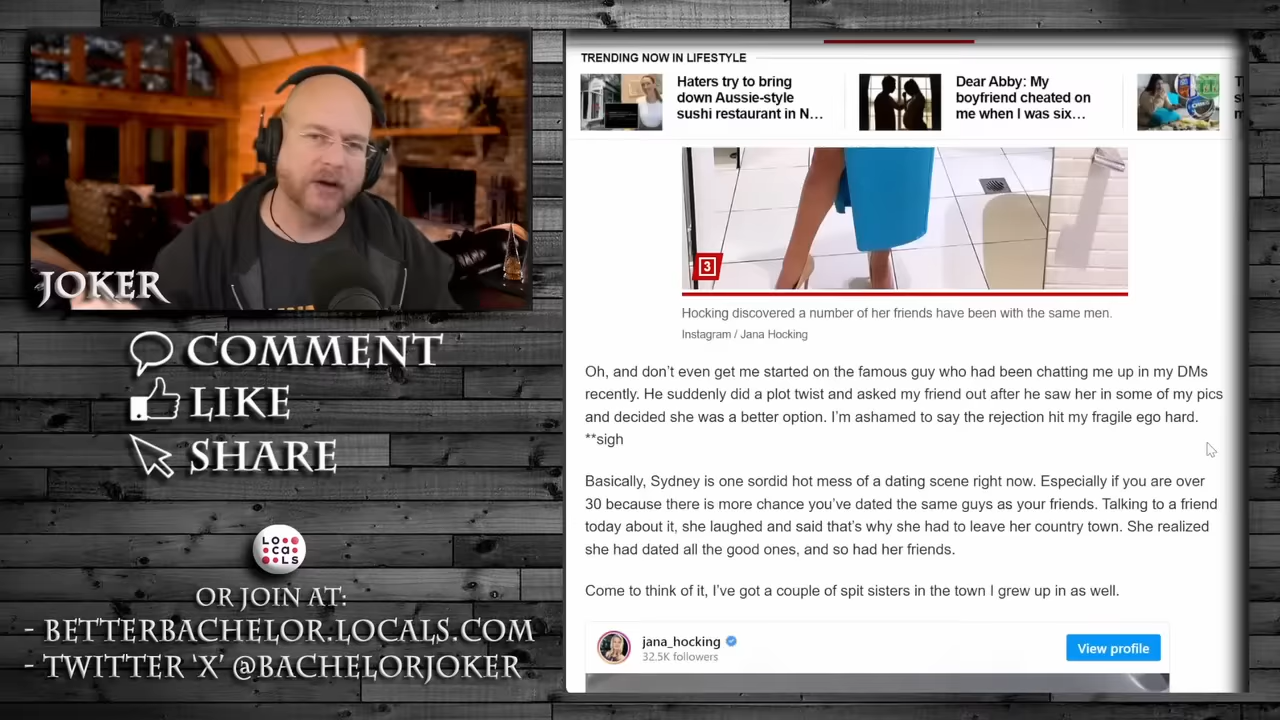 JOKER
COMMENT
LIKE
SHARE
LOCALS
OR JOIN AT:
- BETTERBACHELOR.LOCALS.COM
- TWITTER 'X' @BACHELORJOKER
TRENDING NOW IN LIFESTYLE
Haters try to bring
down Aussie-style
sushi restaurant in N...
Dear Abby: My
boyfriend cheated on
me when I was six...
3
Hocking discovered a number of her friends have been with the same men.
Instagram / Jana Hocking
Oh, and don't even get me started on the famous guy who had been chatting me up in my DMs
recently. He suddenly did a plot twist and asked my friend out after he saw her in some of my pics
and decided she was a better option. I'm ashamed to say the rejection hit my fragile ego hard.
**sigh
Basically, Sydney is one sordid hot mess of a dating scene right now. Especially if you are over
30 because there is more chance you've dated the same guys as your friends. Talking to a friend
today about it, she laughed and said that's why she had to leave her country town. She realized
she had dated all the good ones, and so had her friends.
Come to think of it, I've got a couple of spit sisters in the town I grew up in as well.
jana_hocking
32.5K followers
View profile